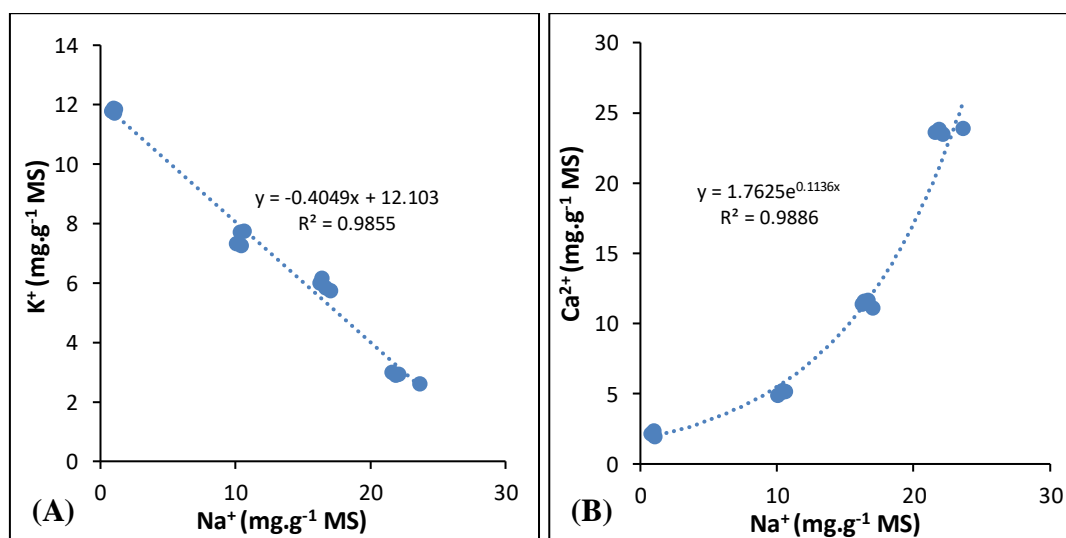 14
12
10
8
6
4
2
0
0 10 20 30
K⁺ (mg.g⁻¹ MS)
y = -0.4049x + 12.103
R² = 0.9855
(A)
Na⁺ (mg.g⁻¹ MS)
30
25
20
15
10
5
0
0 10 20 30
Ca²⁺ (mg.g⁻¹ MS)
y = 1.7625e⁰·¹¹³⁶ˣ
R² = 0.9886
(B)
Na⁺ (mg.g⁻¹ MS)